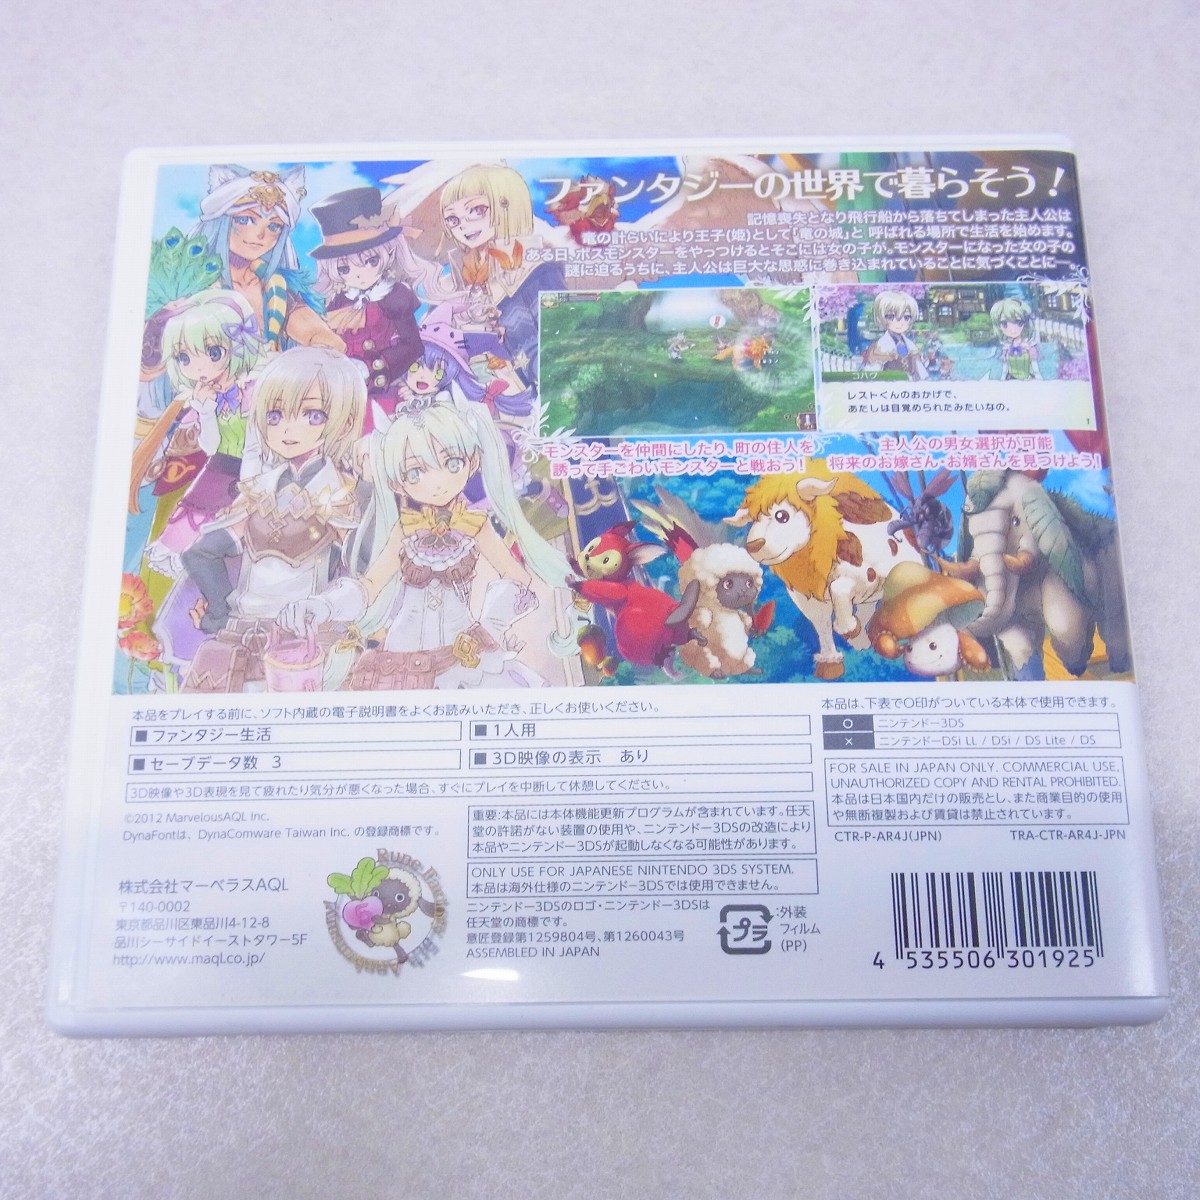 ファンタジーの世界で暮らそう!
記憶喪失となり飛行船から落ちてしまった主人公は
竜の計らいにより王子(姫)として「竜の城」と 呼ばれる場所で生活を始めます。
ある日、ボスモンスターをやっつけるとそこには女の子が。モンスターになった女の子の
謎に迫るうちに、主人公は巨大な思惑に巻き込まれていることに気づくことに―。
コハク
レストくんのおかげで、
あたしは目覚められたみたいなの。
モンスターを仲間にしたり、町の住人を
誘って手ごわいモンスターと戦おう!
主人公の男女選択が可能
将来のお嫁さん・お婿さんを見つけよう!
本品をプレイする前に、ソフト内蔵の電子説明書をよくお読みいただき、正しくお使いください。
■ファンタジー生活
■1人用
■セーブデータ数 3
■3D映像の表示 あり
3D映像や3D表現を見て疲れたり気分が悪くなった場合、すぐにプレイを中断して休憩してください。
本品は、下表で○印がついている本体で使用できます。
○ ニンテンドー3DS
× ニンテンドーDSi LL / DSi / DS Lite / DS
FOR SALE IN JAPAN ONLY. COMMERCIAL USE,
UNAUTHORIZED COPY AND RENTAL PROHIBITED.
本品は日本国内だけの販売とし、また商業目的の使用
や無断複製および賃貸は禁止されています。
CTR-P-AR4J(JPN)
TRA-CTR-AR4J-JPN
©2012 MarvelousAQL Inc.
DynaFontは、DynaComware Taiwan Inc. の登録商標です。
重要:本品には本体機能更新プログラムが含まれています。任天
堂の許諾がない装置の使用や、ニンテンドー3DSの改造により
本品やニンテンドー3DSが起動しなくなる可能性があります。
ONLY USE FOR JAPANESE NINTENDO 3DS SYSTEM.
本品は海外仕様のニンテンドー3DSでは使用できません。
ニンテンドー3DSのロゴ・ニンテンドー3DSは
任天堂の商標です。
意匠登録第1259804号、第1260043号
ASSEMBLED IN JAPAN
株式会社マーベラスAQL
〒140-0002
東京都品川区東品川4-12-8
品川シーサイドイーストタワー5F
http://www.maql.co.jp/
Rune Factory 6th Anniversary
プラ
:外装
フィルム
(PP)
4 535506 301925